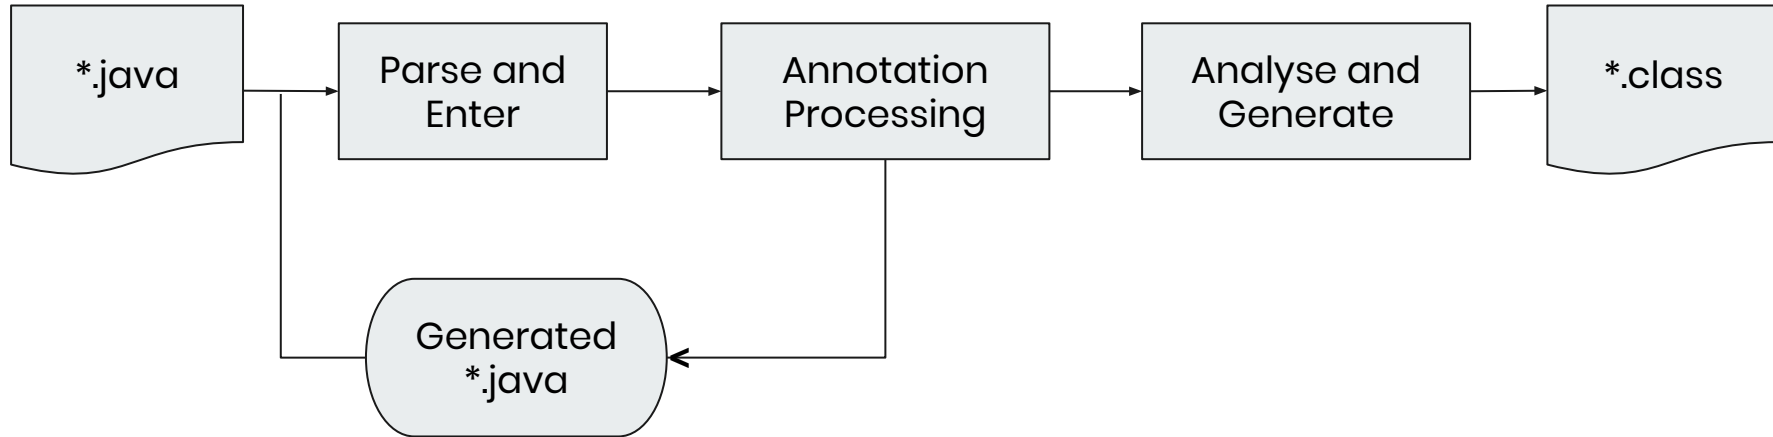 *.java
Parse and
Enter
Annotation
Processing
Analyse and
Generate
*.class
Generated
*.java